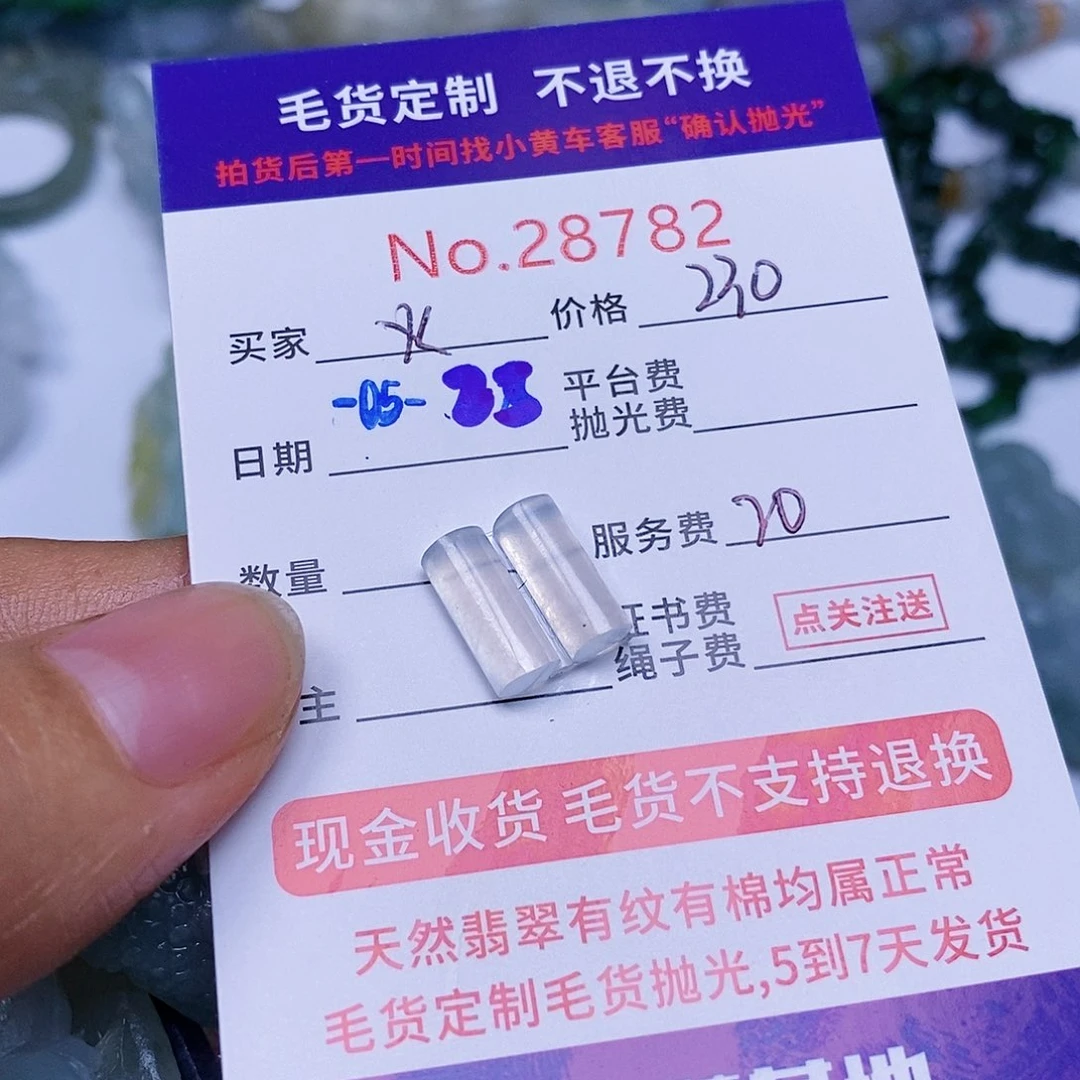 毛货定制 不退不换
拍货后第一时间找小黄车客服“确认抛光”
No.28782
买家 价格 230
日期 -05- 平台费
抛光费
数量 服务费 20
证书费 点关注送
主 绳子费
现金收货 毛货不支持退换
天然翡翠有纹有棉均属正常
毛货定制毛货抛光,5到7天发货
基地